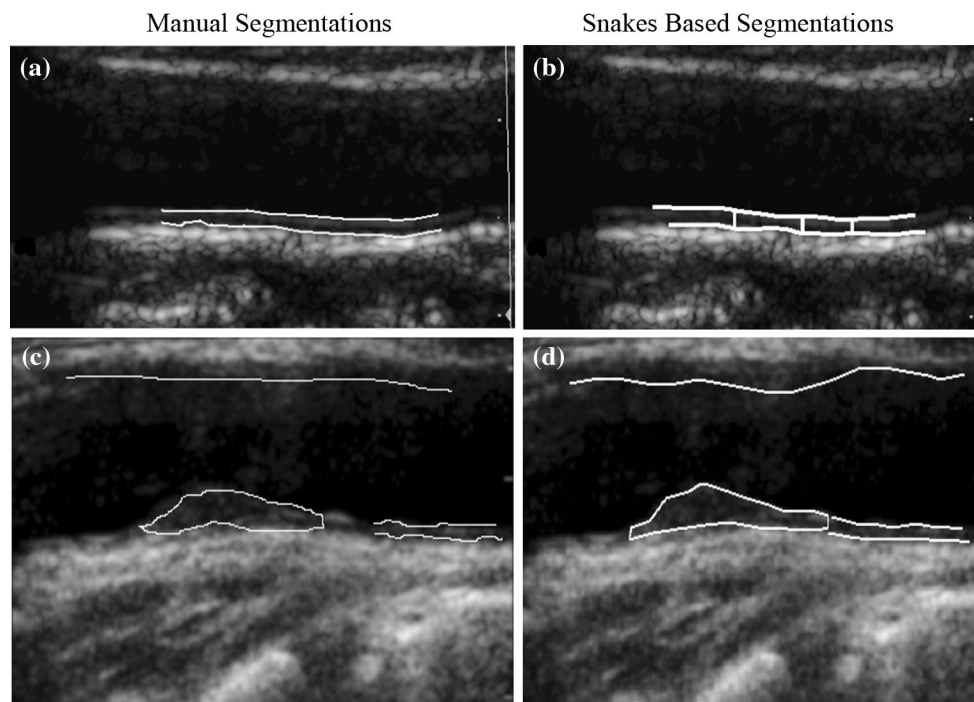 Manual Segmentations
Snakes Based Segmentations
(a)
(b)
(c)
(d)